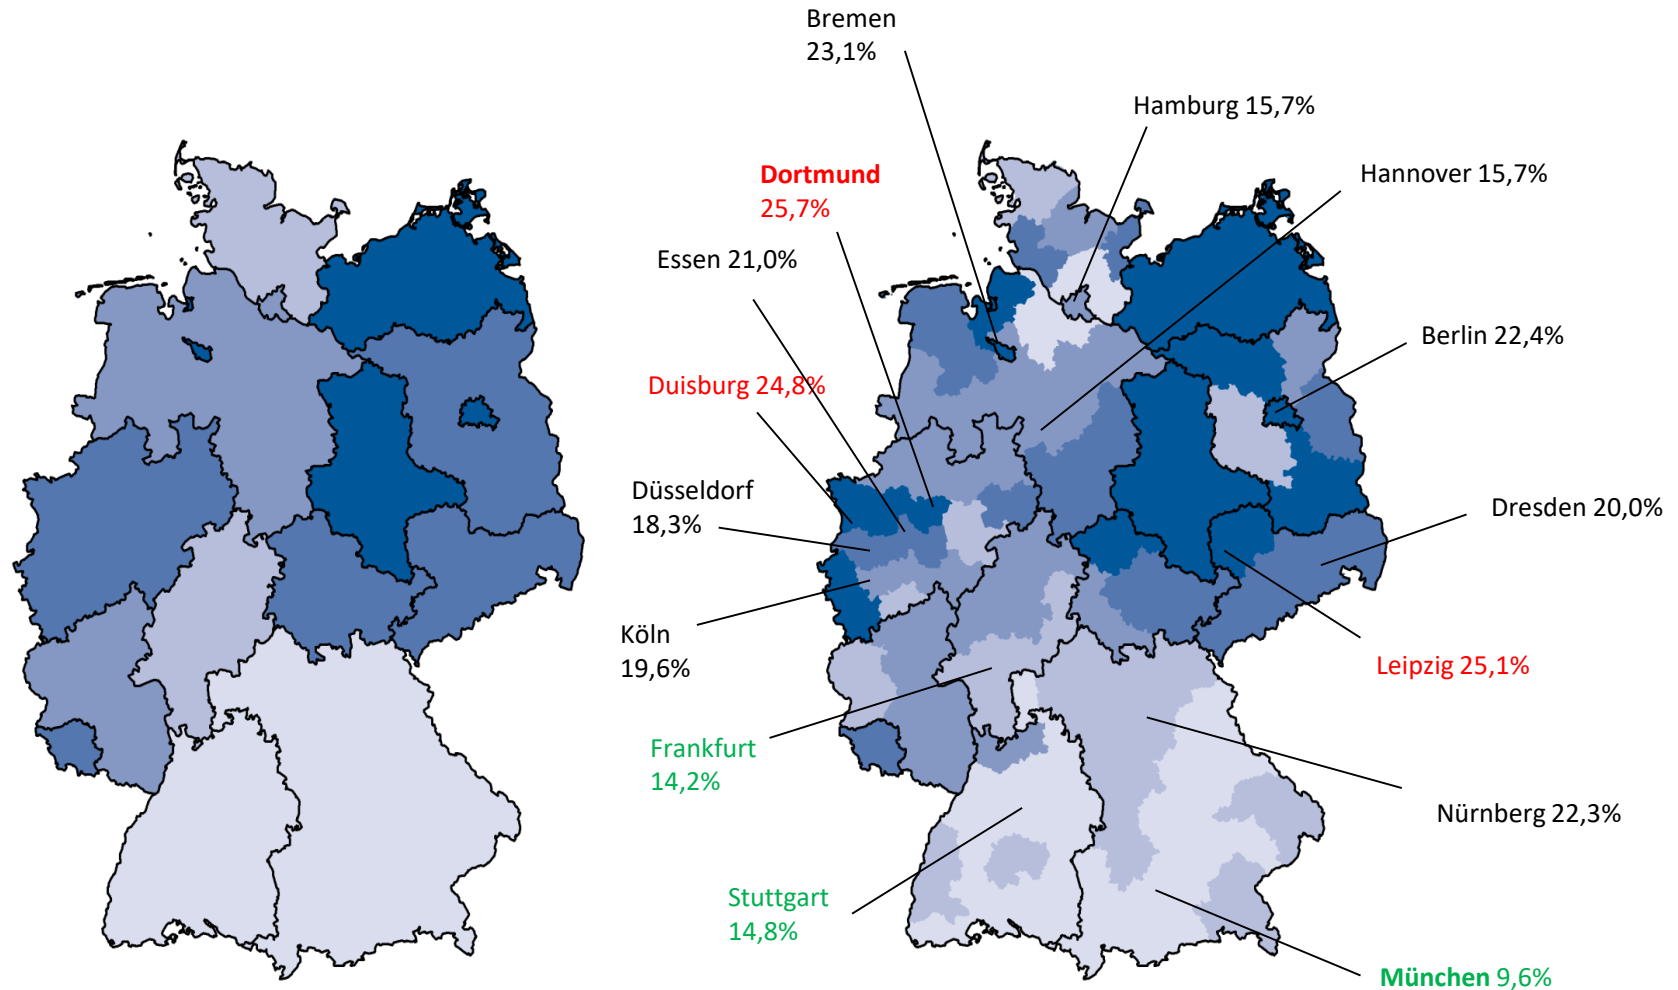 Bremen
23,1%
Hamburg 15,7%
Dortmund
25,7%
Hannover 15,7%
Essen 21,0%
Berlin 22,4%
Duisburg 24,8%
Düsseldorf
18,3%
Dresden 20,0%
Köln
19,6%
Leipzig 25,1%
Frankfurt
14,2%
Nürnberg 22,3%
Stuttgart
14,8%
München 9,6%